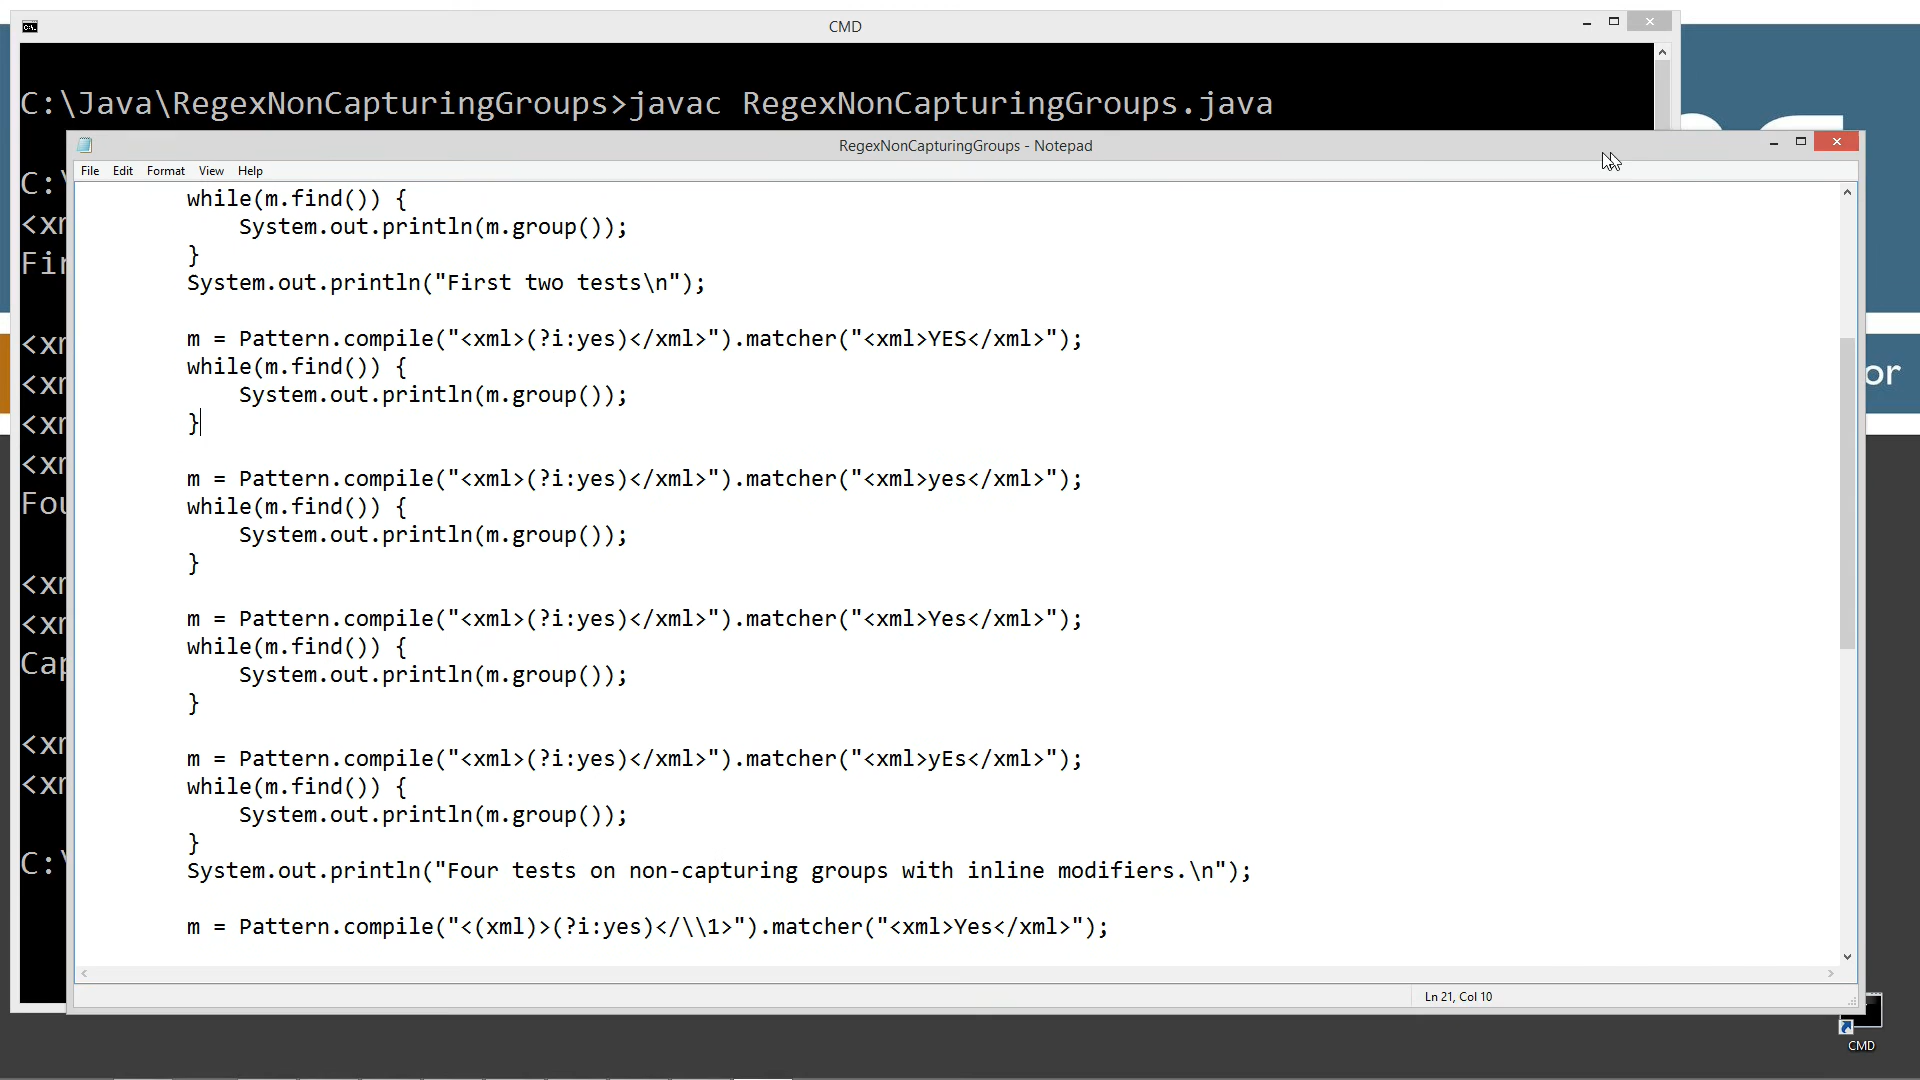 CMD
C:\Java\RegexNonCapturingGroups>javac RegexNonCapturingGroups.java
RegexNonCapturingGroups - Notepad
File Edit Format View Help
while(m.find()) {
System.out.println(m.group());
}
System.out.println("First two tests\n");
m = Pattern.compile("<xml>(?i:yes)</xml>").matcher("<xml>YES</xml>");
while(m.find()) {
System.out.println(m.group());
}
m = Pattern.compile("<xml>(?i:yes)</xml>").matcher("<xml>yes</xml>");
while(m.find()) {
System.out.println(m.group());
}
m = Pattern.compile("<xml>(?i:yes)</xml>").matcher("<xml>Yes</xml>");
while(m.find()) {
System.out.println(m.group());
}
m = Pattern.compile("<xml>(?i:yes)</xml>").matcher("<xml>yEs</xml>");
while(m.find()) {
System.out.println(m.group());
}
System.out.println("Four tests on non-capturing groups with inline modifiers.\n");
m = Pattern.compile("<(xml)>(?i:yes)</\\1>").matcher("<xml>Yes</xml>");
Ln 21, Col 10
C:\
Fir
Fou
Cap
C:\
or
CMD